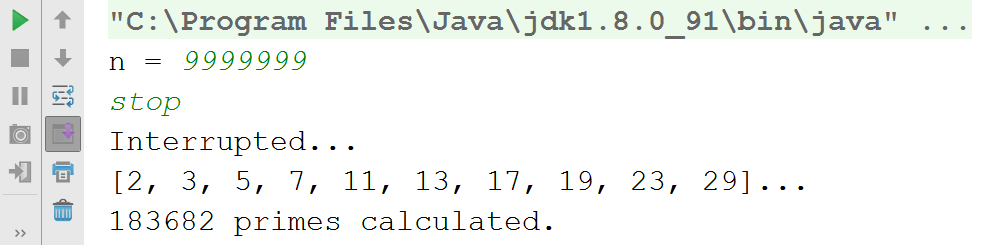 "C:\Program Files\Java\jdk1.8.0_91\bin\java" ...
n = 9999999
stop
Interrupted...
[2, 3, 5, 7, 11, 13, 17, 19, 23, 29]...
183682 primes calculated.